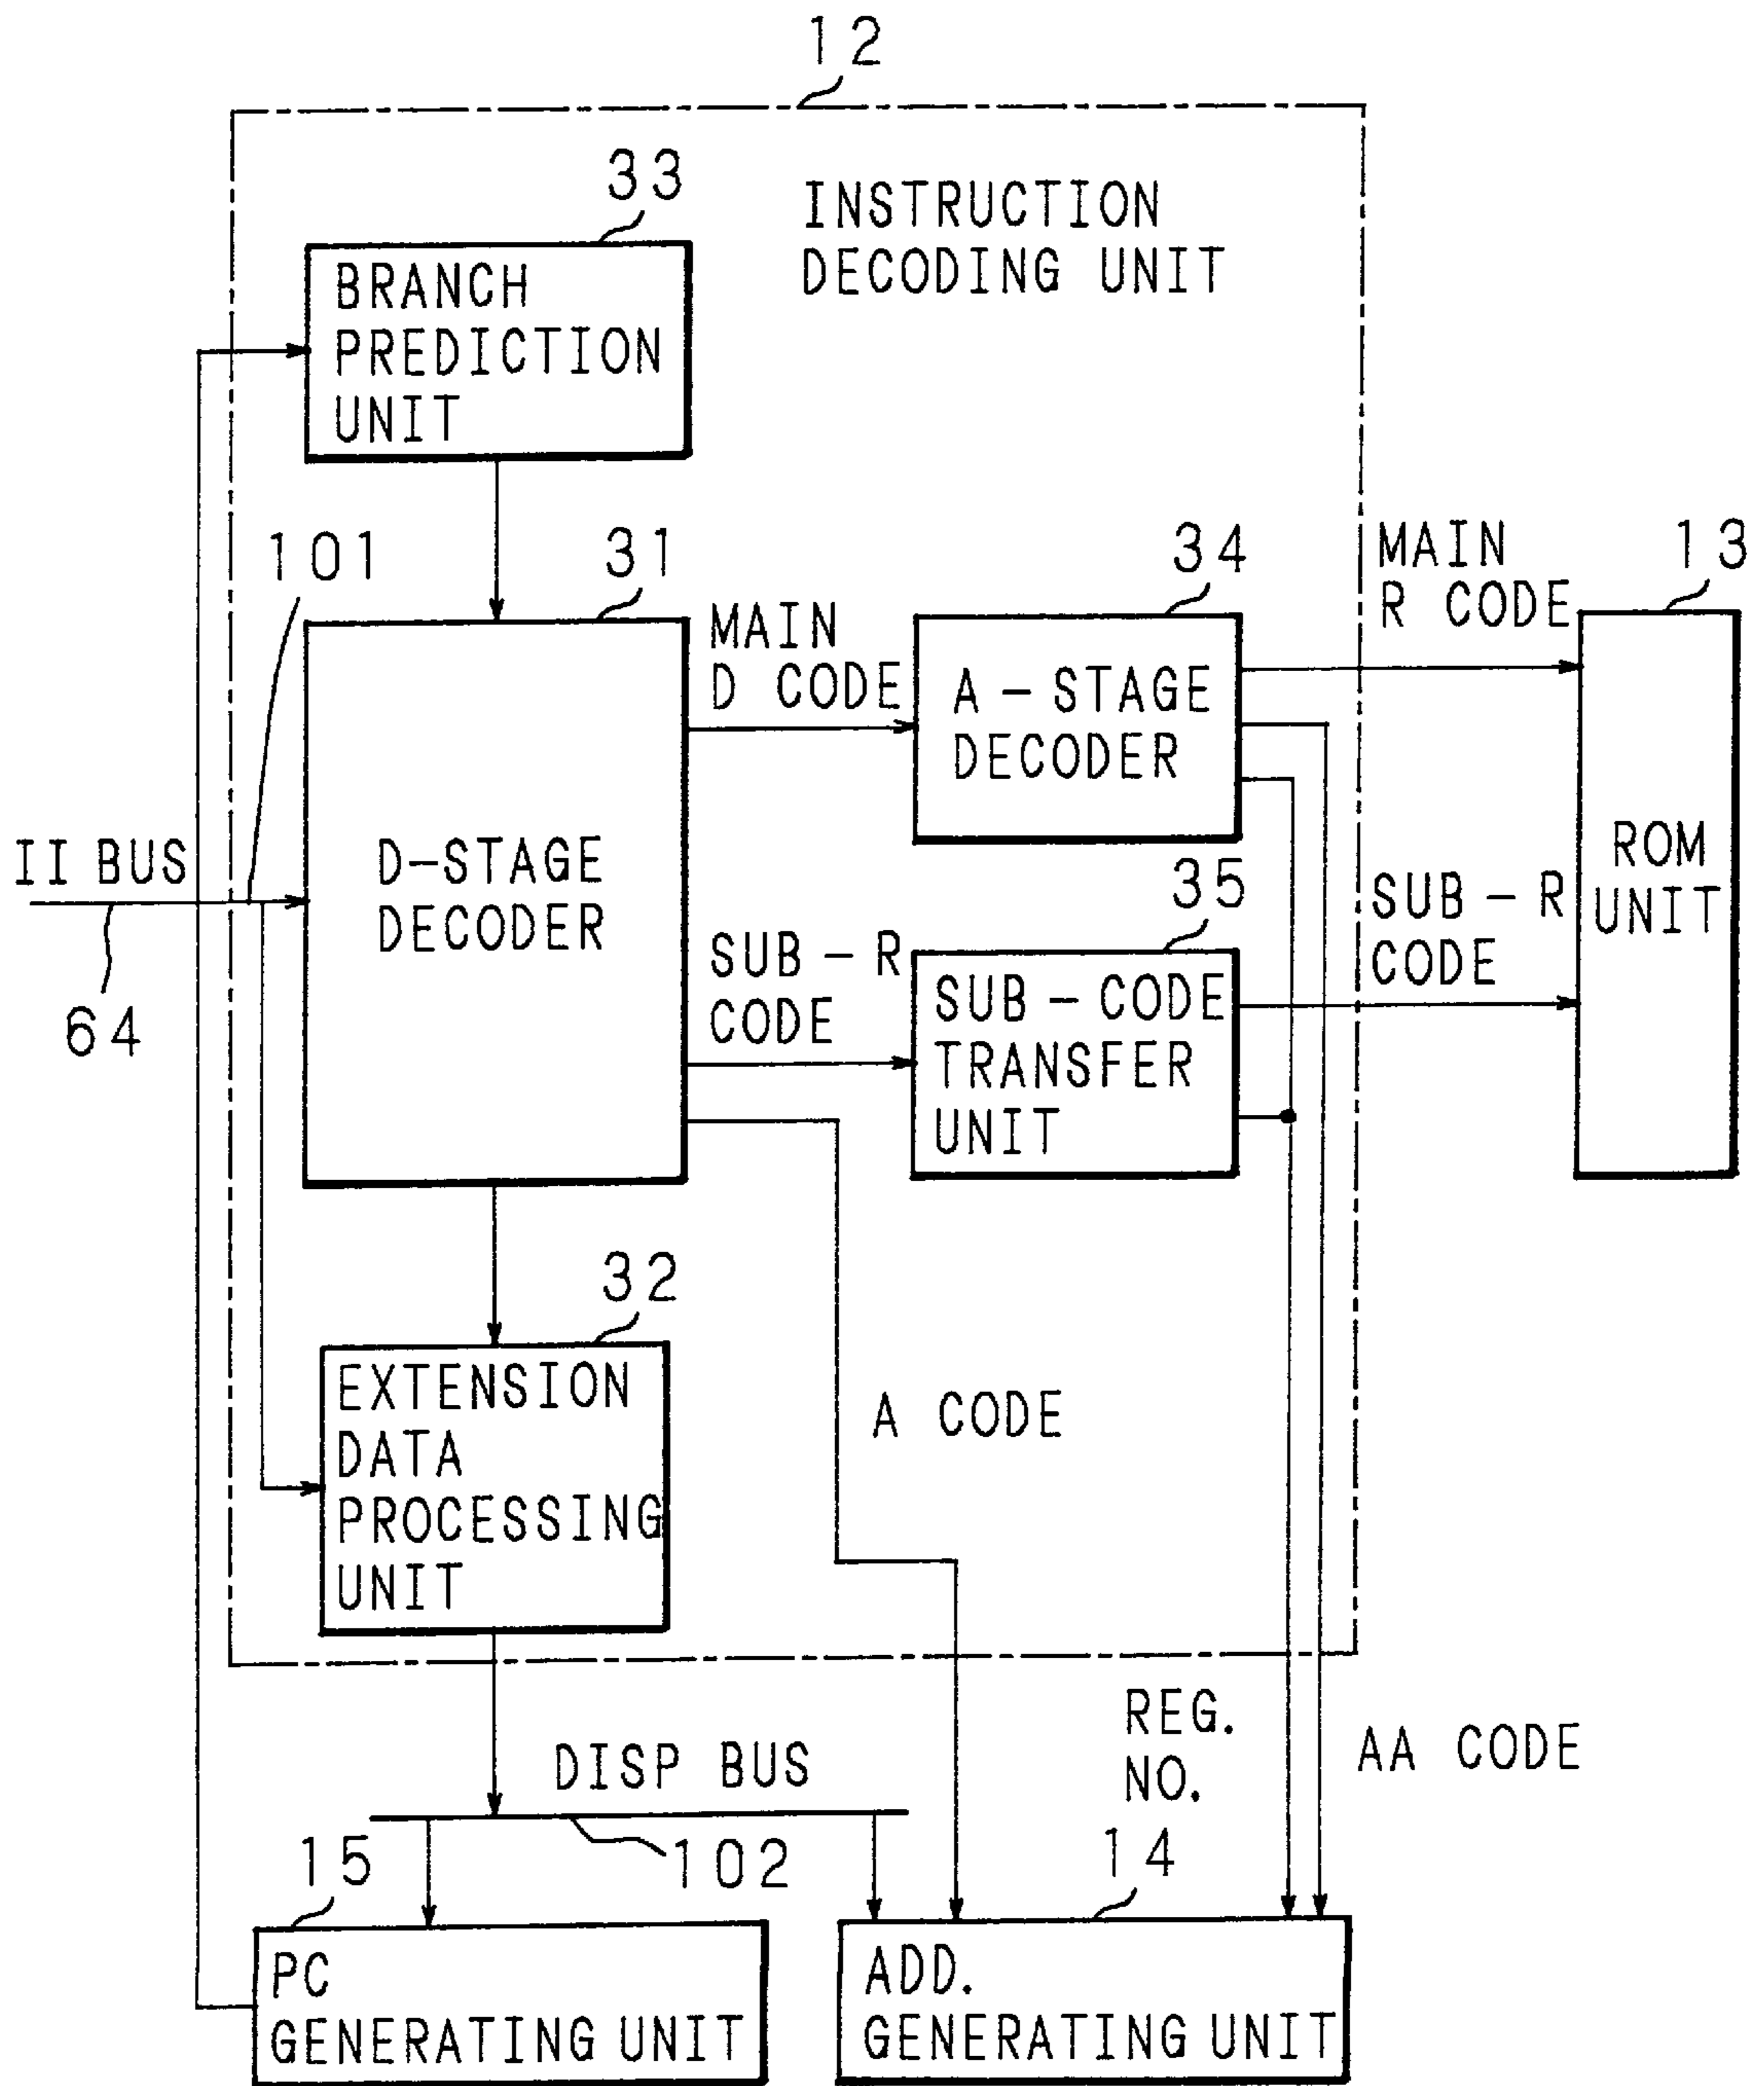 12
33
INSTRUCTION
DECODING UNIT
BRANCH
PREDICTION
UNIT
101
31
34
MAIN
R CODE
13
MAIN
D CODE
A-STAGE
DECODER
II BUS
64
D-STAGE
DECODER
ROM
UNIT
35
SUB-R
CODE
SUB-R
CODE
SUB-CODE
TRANSFER
UNIT
32
EXTENSION
DATA
PROCESSING
UNIT
A CODE
REG.
NO.
AA CODE
DISP BUS
102
15
14
PC
GENERATING UNIT
ADD.
GENERATING UNIT